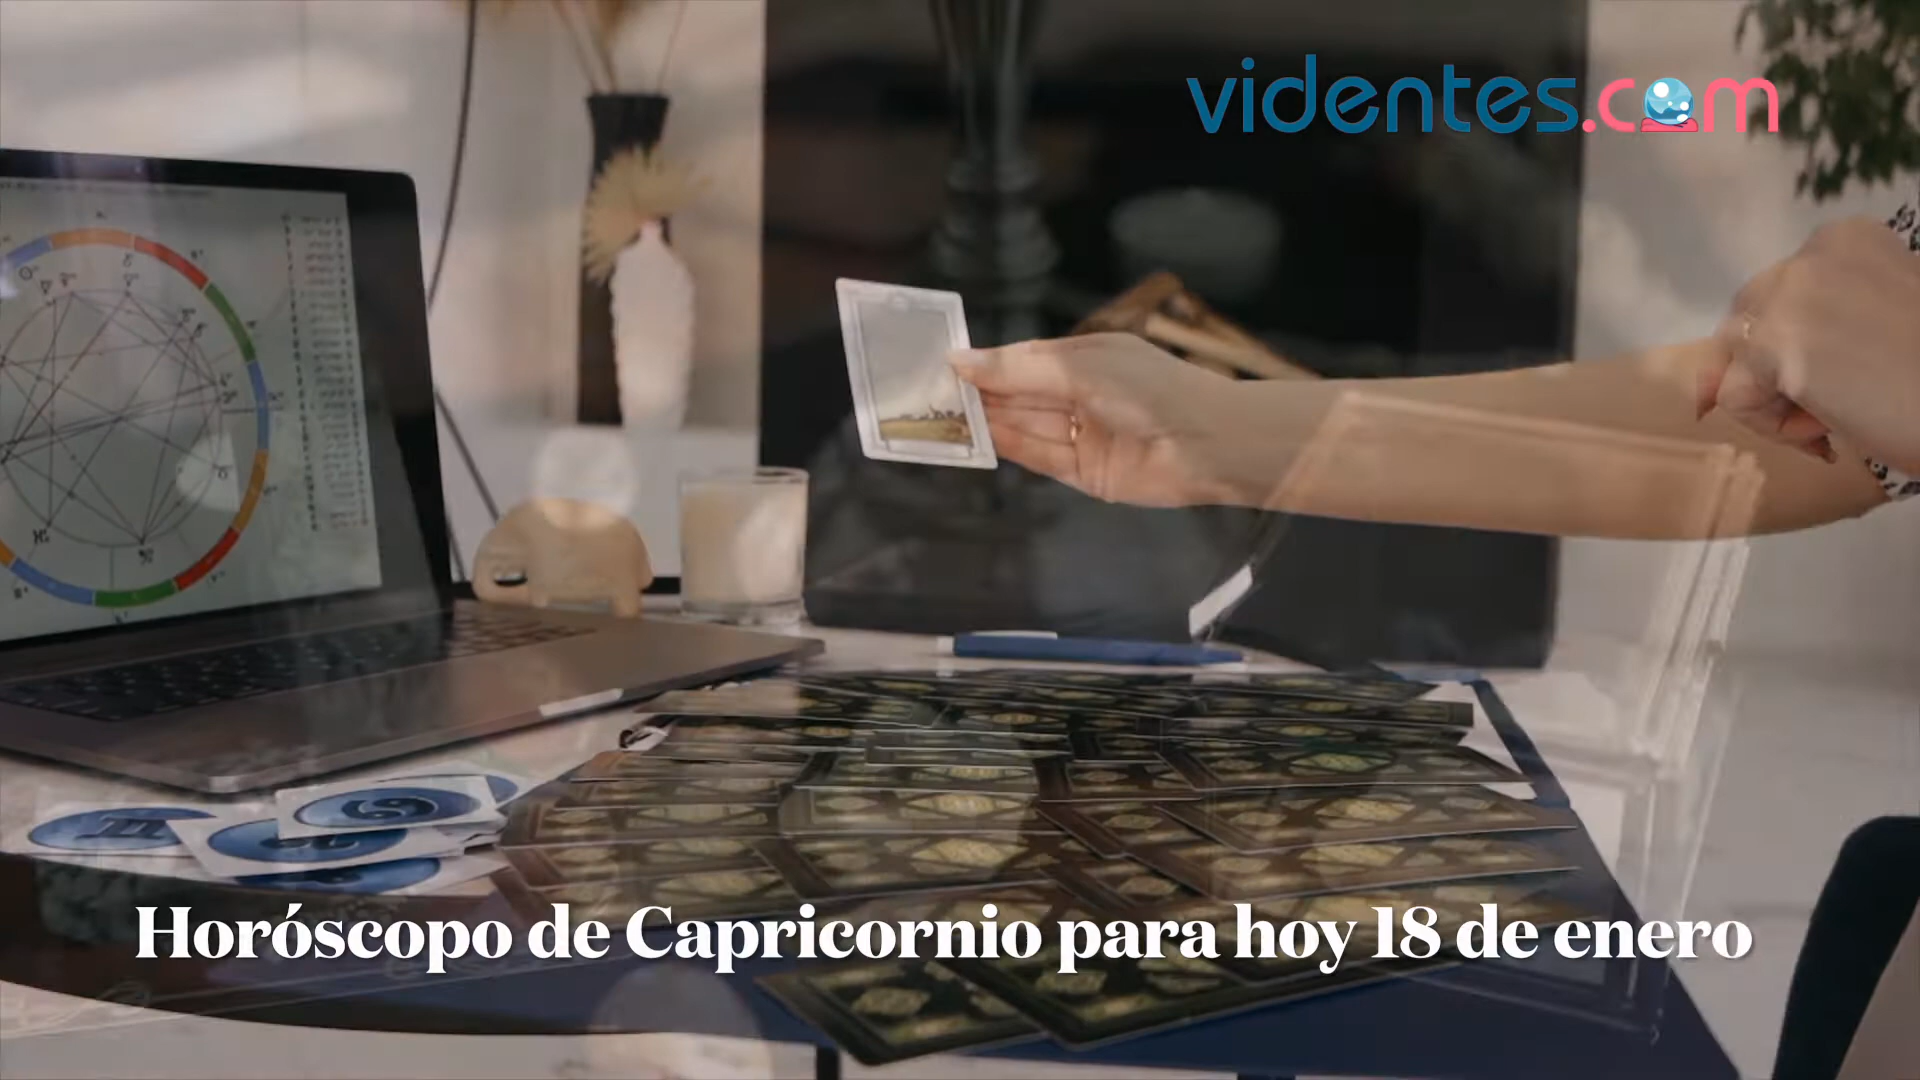 videntes.com
Horóscopo de Capricornio para hoy 18 de enero